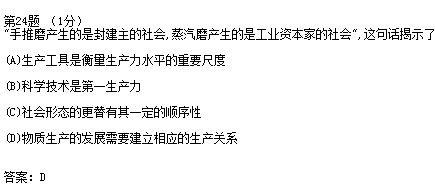 第24题 （1分）
"手推磨产生的是封建主的社会,蒸汽磨产生的是工业资本家的社会",这句话揭示了
(A)生产工具是衡量生产力水平的重要尺度
(B)科学技术是第一生产力
(C)社会形态的更替有其一定的顺序性
(D)物质生产的发展需要建立相应的生产关系
答案: D